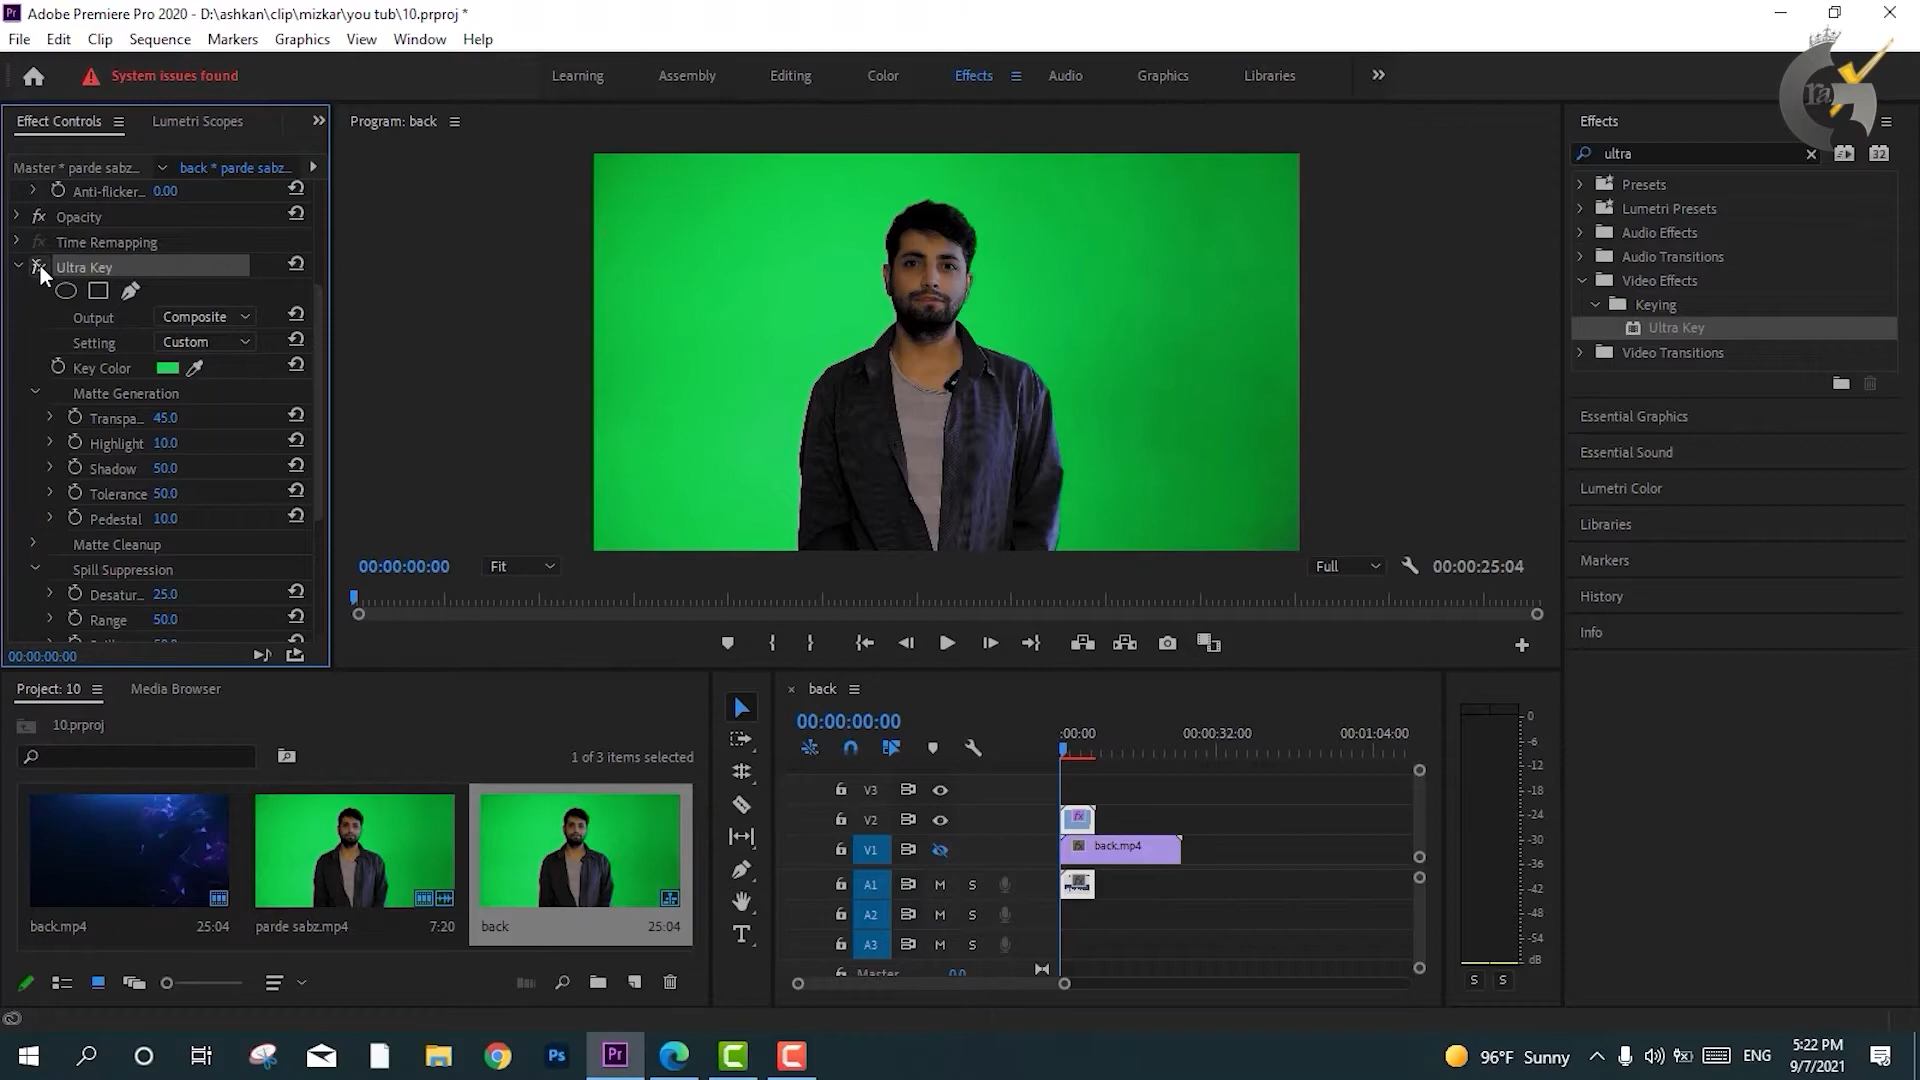 Adobe Premiere Pro 2020 - D:\ashkan\clip\mizkar\you tub\10.prproj *
File Edit Clip Sequence Markers Graphics View Window Help
System issues found
Learning Assembly Editing Color Effects Audio Graphics Libraries
Effect Controls Lumetri Scopes
Master * parde sabz... back * parde sabz...
Anti-flicker... 0.00
Opacity
Time Remapping
Ultra Key
Output Composite
Setting Custom
Key Color
Matte Generation
Transpa... 45.0
Highlight 10.0
Shadow 50.0
Tolerance 50.0
Pedestal 10.0
Matte Cleanup
Spill Suppression
Desatur... 25.0
Range 50.0
00:00:00:00
Program: back
00:00:00:00 Fit Full 00:00:25:04
Effects
ultra
Presets
Lumetri Presets
Audio Effects
Audio Transitions
Video Effects
Keying
Ultra Key
Video Transitions
Essential Graphics
Essential Sound
Lumetri Color
Libraries
Markers
History
Info
Project: 10 Media Browser
10.prproj
1 of 3 items selected
back.mp4 25:04
parde sabz.mp4 7:20
back 25:04
back
00:00:00:00
:00:00 00:00:32:00 00:01:04:00
V3
V2
V1 back.mp4
A1 M S
A2 M S
A3 M S
Master 0.0
0
-6
-12
-18
-24
-30
-36
-42
-48
-54
dB
S S
96°F Sunny ENG 5:22 PM
9/7/2021